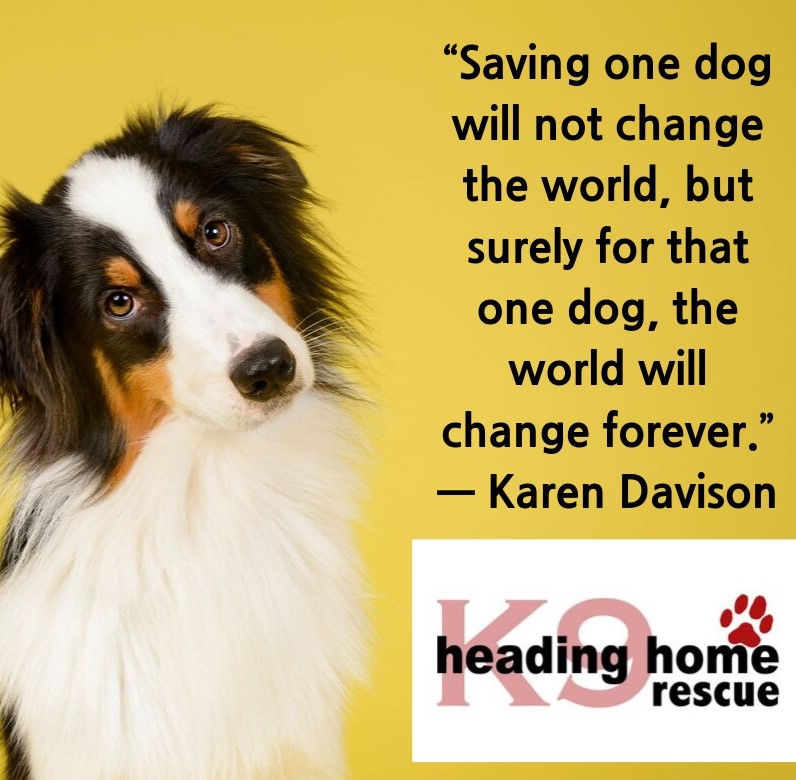 “Saving one dog
will not change
the world, but
surely for that
one dog, the
world will
change forever.”
— Karen Davison
K9
heading home
rescue